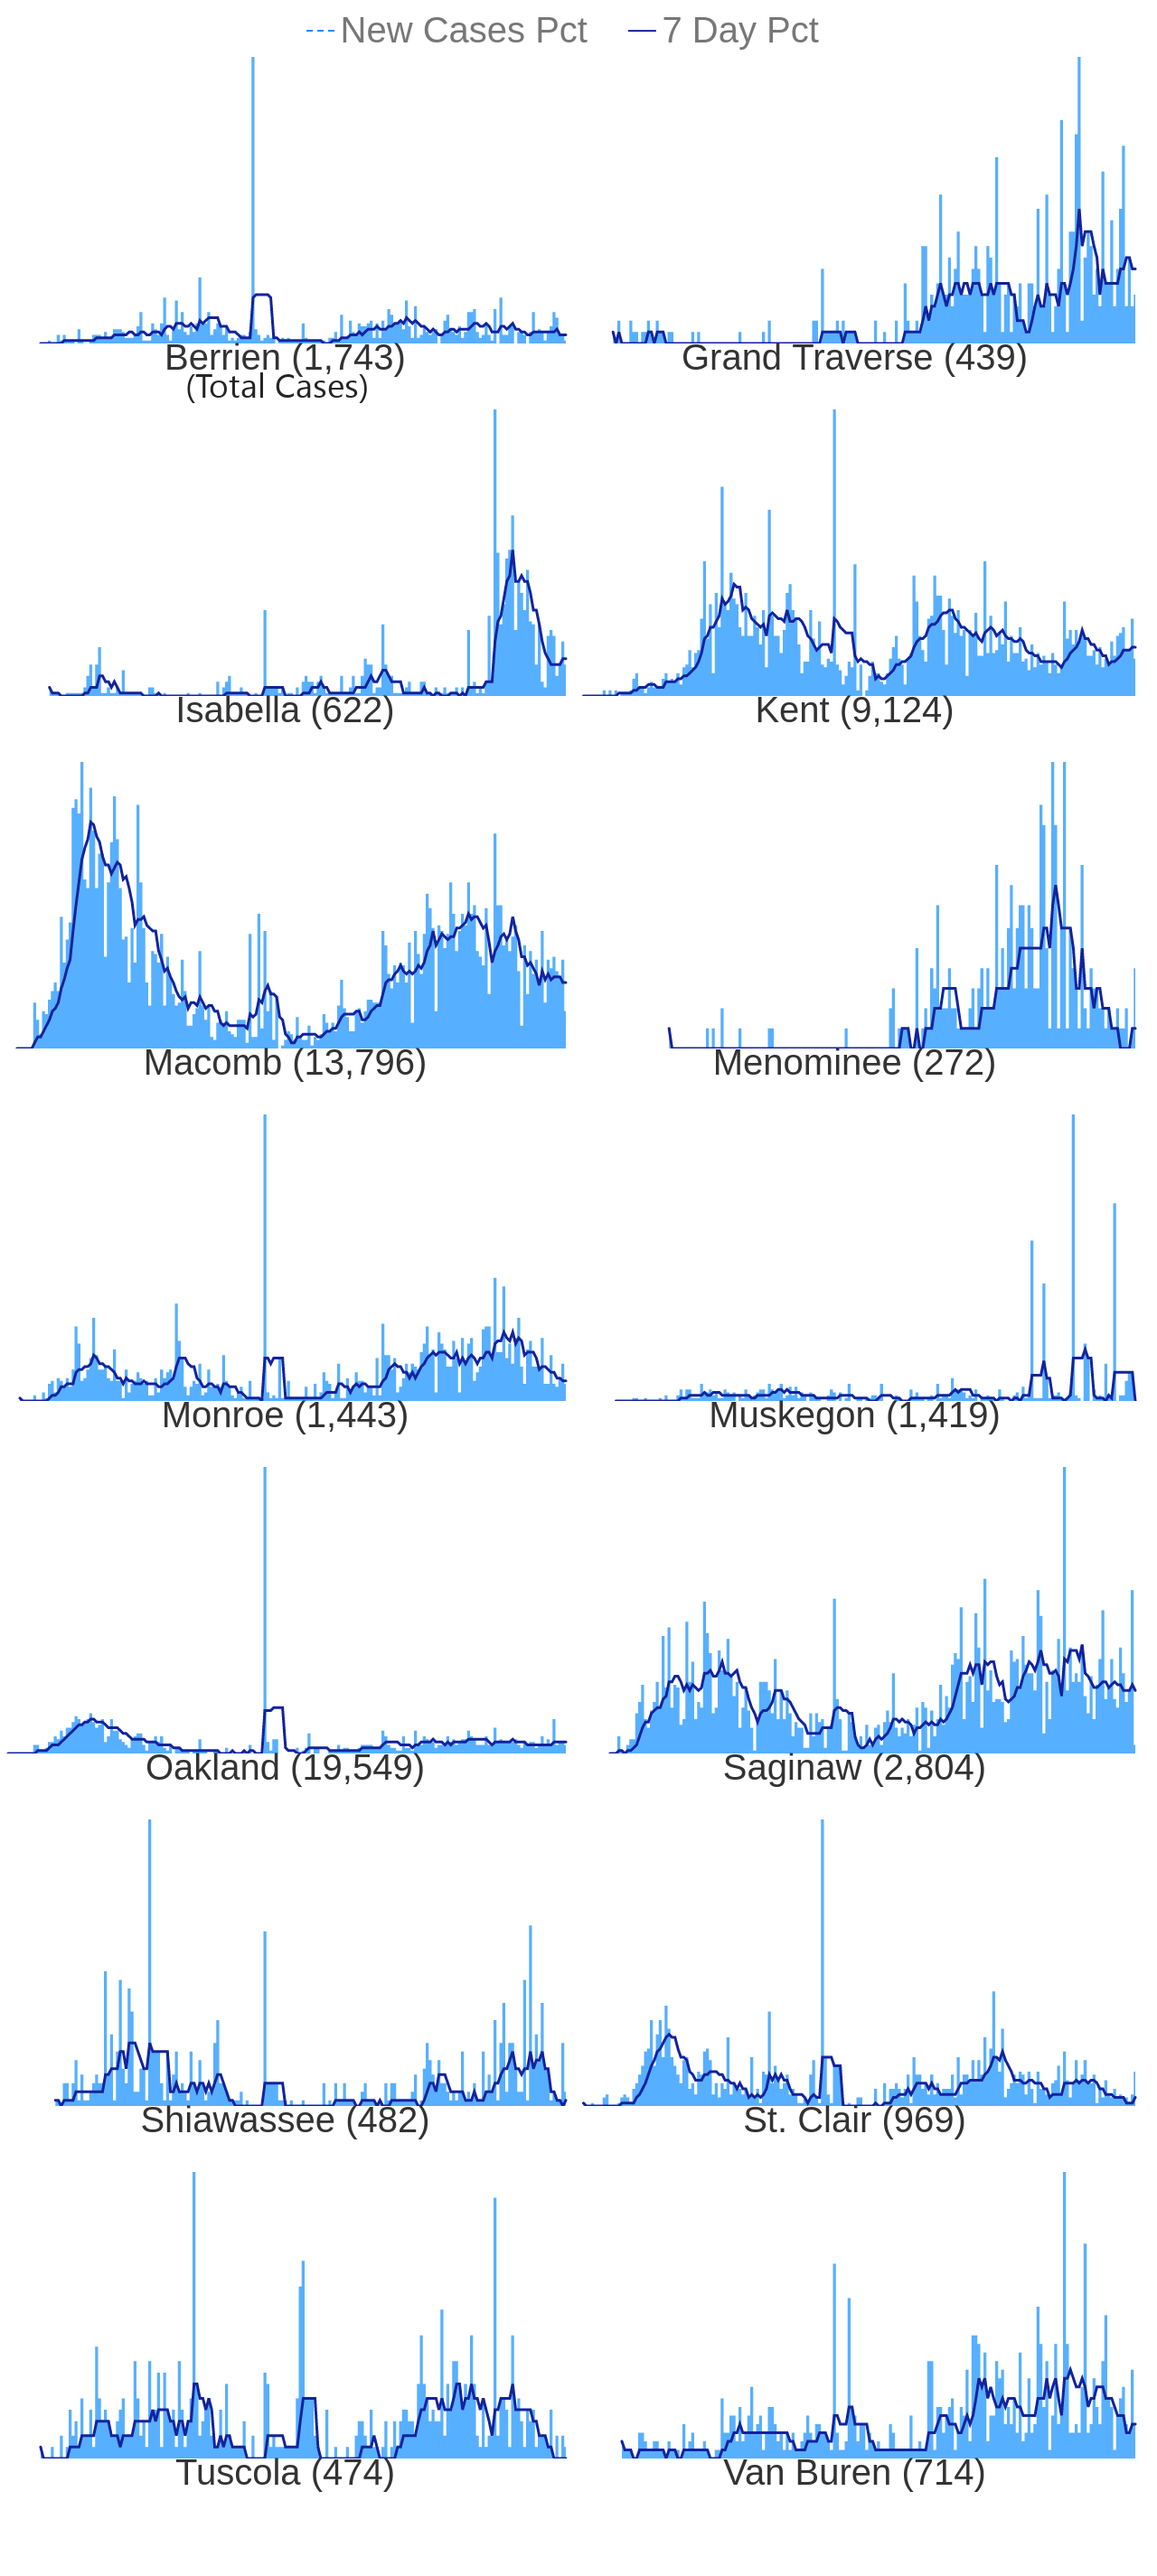 New Cases Pct 7 Day Pct
Berrien (1,743) Grand Traverse (439)
(Total Cases)
Isabella (622) Kent (9,124)
Macomb (13,796) Menominee (272)
Monroe (1,443) Muskegon (1,419)
Oakland (19,549) Saginaw (2,804)
Shiawassee (482) St. Clair (969)
Tuscola (474) Van Buren (714)